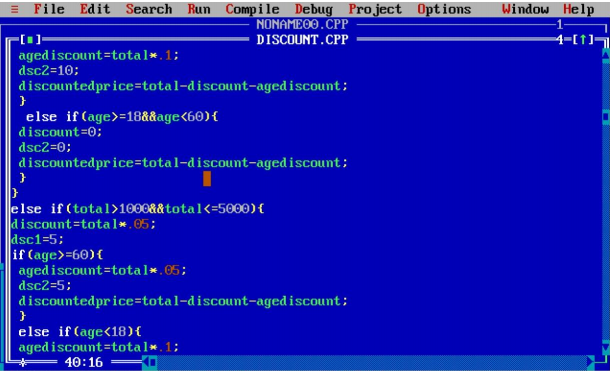 ≡ File Edit Search Run Compile Debug Project Options Window Help
NONAME00.CPP 1
[■] DISCOUNT.CPP 4=[↑]
agediscount=total*.1;
dsc2=10;
discountedprice=total-discount-agediscount;
}
else if(age>=18&&age<60){
discount=0;
dsc2=0;
discountedprice=total-discount-agediscount;
}
}
else if(total>1000&&total<=5000){
discount=total*.05;
dsc1=5;
if(age>=60){
agediscount=total*.05;
dsc2=5;
discountedprice=total-discount-agediscount;
}
else if(age<18){
agediscount=total*.1;
* 40:16